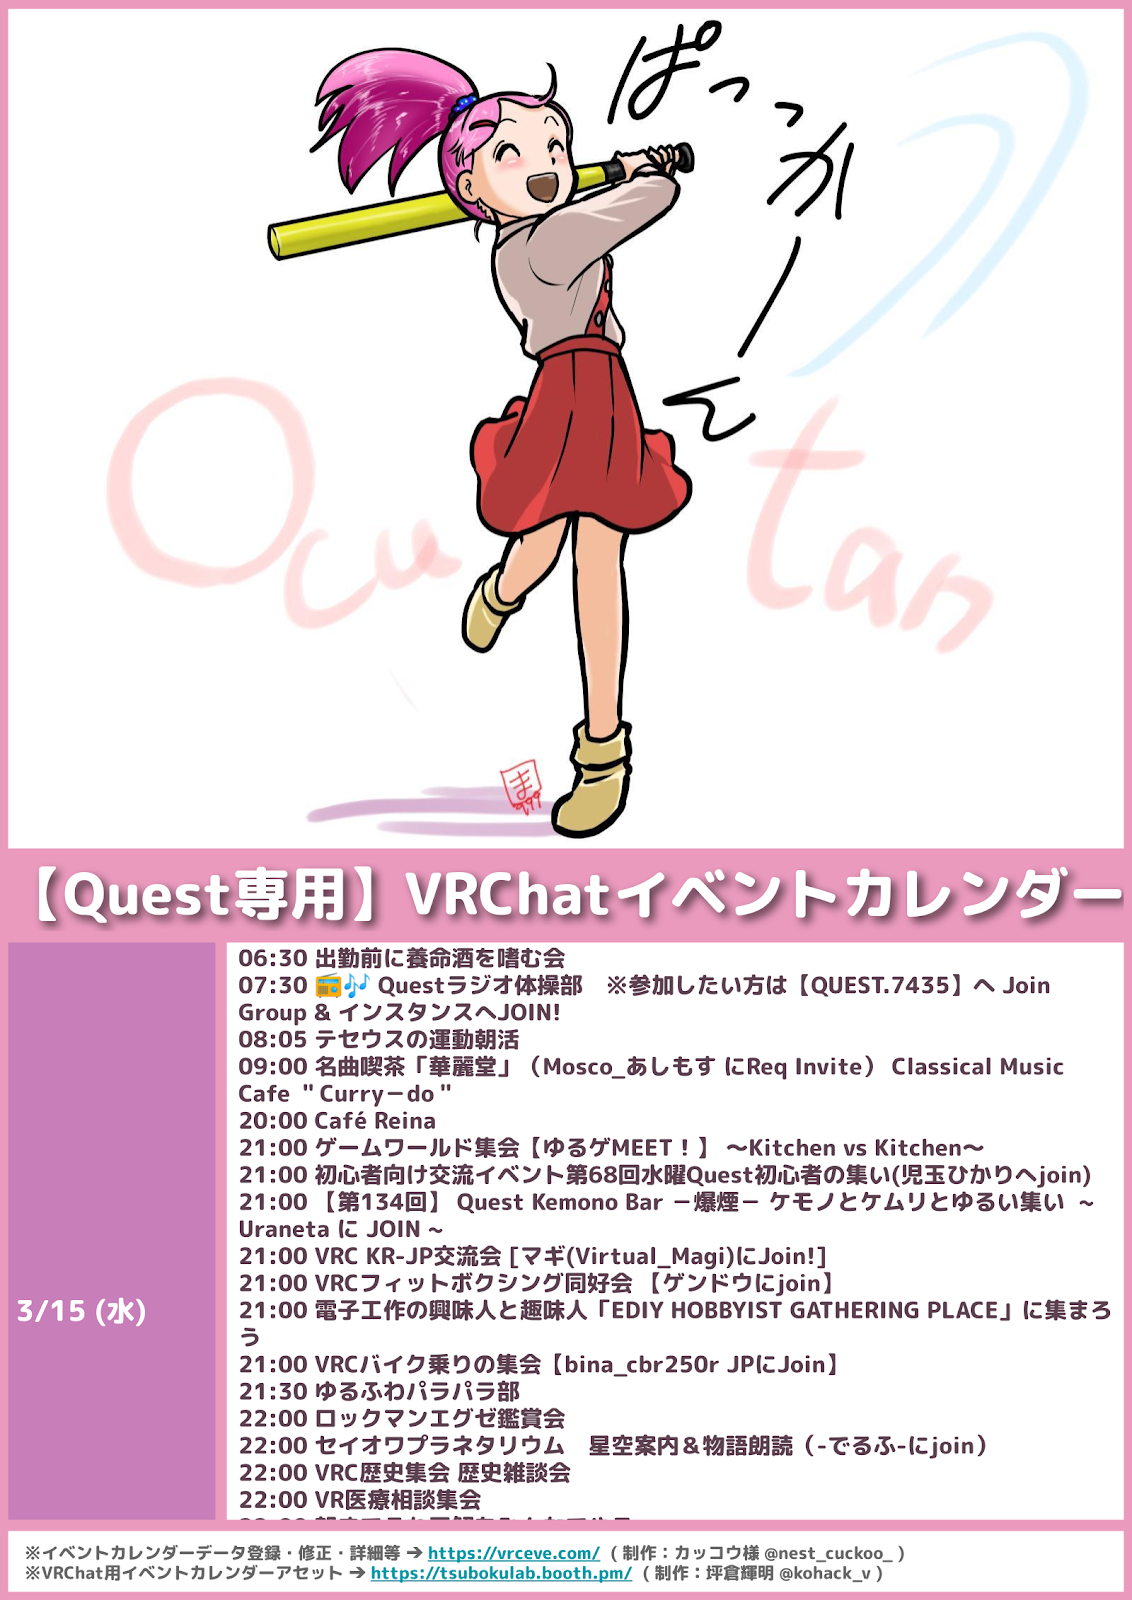 ぱっかーん
Ocu tan
ま
999
【Quest専用】VRChatイベントカレンダー
3/15 (水)
06:30 出勤前に養命酒を嗜む会
07:30 📻🎶 Questラジオ体操部　※参加したい方は【QUEST.7435】へ Join
Group & インスタンスへJOIN!
08:05 テセウスの運動朝活
09:00 名曲喫茶「華麗堂」（Mosco_あしもす にReq Invite） Classical Music
Cafe ＂Curryーdo＂
20:00 Café Reina
21:00 ゲームワールド集会【ゆるゲMEET！】 〜Kitchen vs Kitchen〜
21:00 初心者向け交流イベント第68回水曜Quest初心者の集い(児玉ひかりへjoin)
21:00 【第134回】 Quest Kemono Bar －爆煙－ ケモノとケムリとゆるい集い ~
Uraneta に JOIN ~
21:00 VRC KR-JP交流会 [マギ(Virtual_Magi)にJoin!]
21:00 VRCフィットボクシング同好会 【ゲンドウにjoin】
21:00 電子工作の興味人と趣味人「EDIY HOBBYIST GATHERING PLACE」に集まろ
う
21:00 VRCバイク乗りの集会【bina_cbr250r JPにJoin】
21:30 ゆるふわパラパラ部
22:00 ロックマンエグゼ鑑賞会
22:00 セイオワプラネタリウム　星空案内＆物語朗読（-でるふ-にjoin）
22:00 VRC歴史集会 歴史雑談会
22:00 VR医療相談集会
※イベントカレンダーデータ登録・修正・詳細等 ➔ https://vrceve.com/ ( 制作：カッコウ様 @nest_cuckoo_ )
※VRChat用イベントカレンダーアセット ➔ https://tsubokulab.booth.pm/ ( 制作：坪倉輝明 @kohack_v )